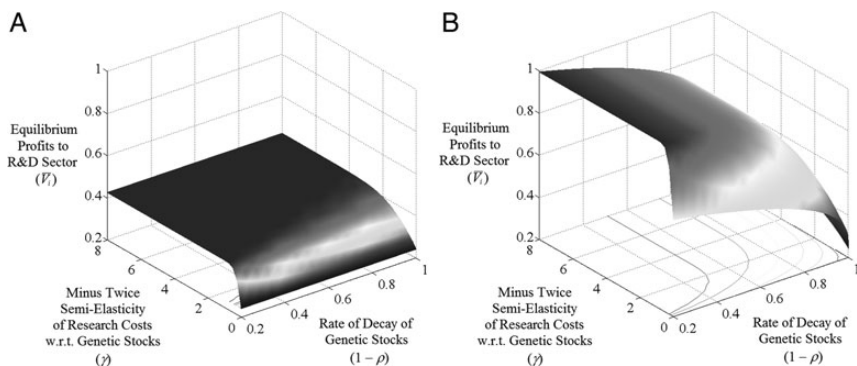 A
1
0.8
Equilibrium
Profits to
R&D Sector
(V̅ᵢ)
0.6
0.4
0.2
8
6
4
2
0
Minus Twice
Semi-Elasticity
of Research Costs
w.r.t. Genetic Stocks
(γ)
0.2
0.4
0.6
0.8
1
Rate of Decay of
Genetic Stocks
(1 – ρ)
B
1
0.8
Equilibrium
Profits to
R&D Sector
(V̅ᵢ)
0.6
0.4
0.2
8
6
4
2
0
Minus Twice
Semi-Elasticity
of Research Costs
w.r.t. Genetic Stocks
(γ)
0.2
0.4
0.6
0.8
1
Rate of Decay of
Genetic Stocks
(1 – ρ)